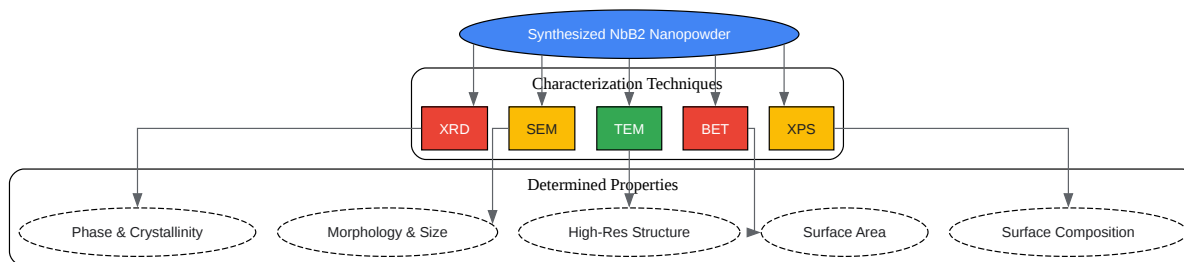 Synthesized NbB2 Nanopowder
Characterization Techniques
XRD
SEM
TEM
BET
XPS
Determined Properties
Phase & Crystallinity
Morphology & Size
High-Res Structure
Surface Area
Surface Composition